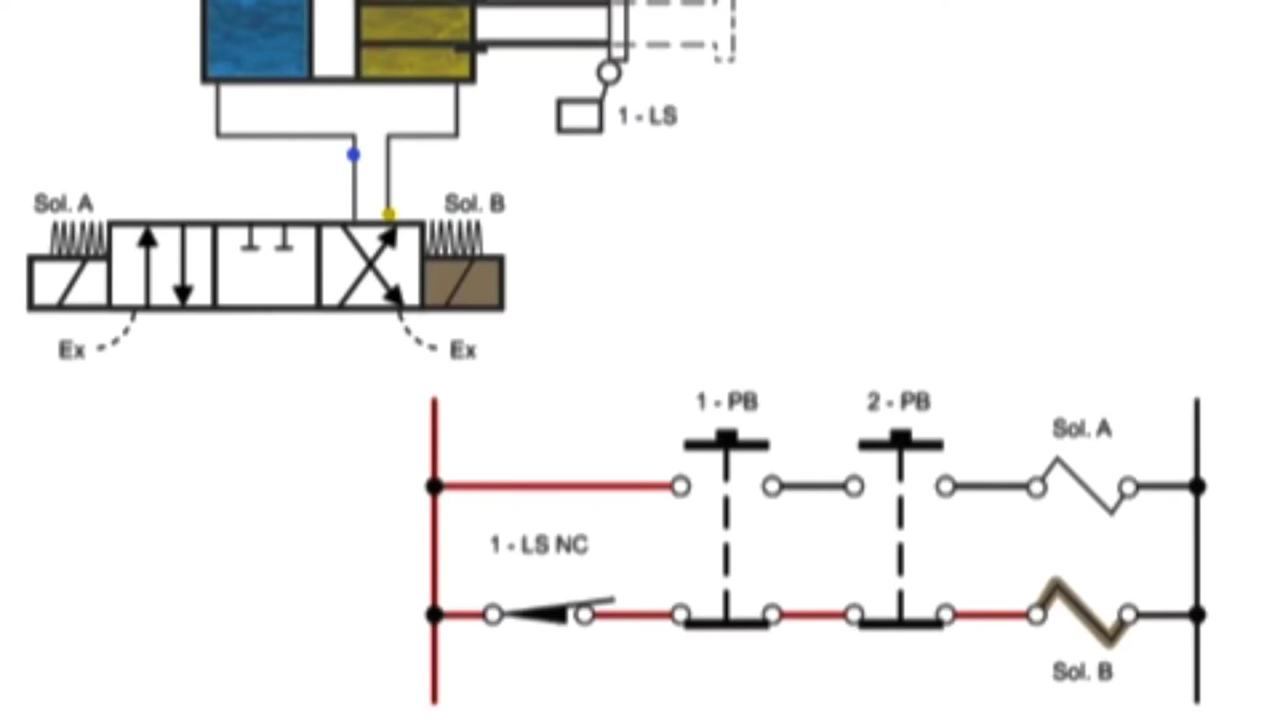 1 - LS
Sol. A
Sol. B
Ex
Ex
1 - PB
2 - PB
Sol. A
1 - LS NC
Sol. B